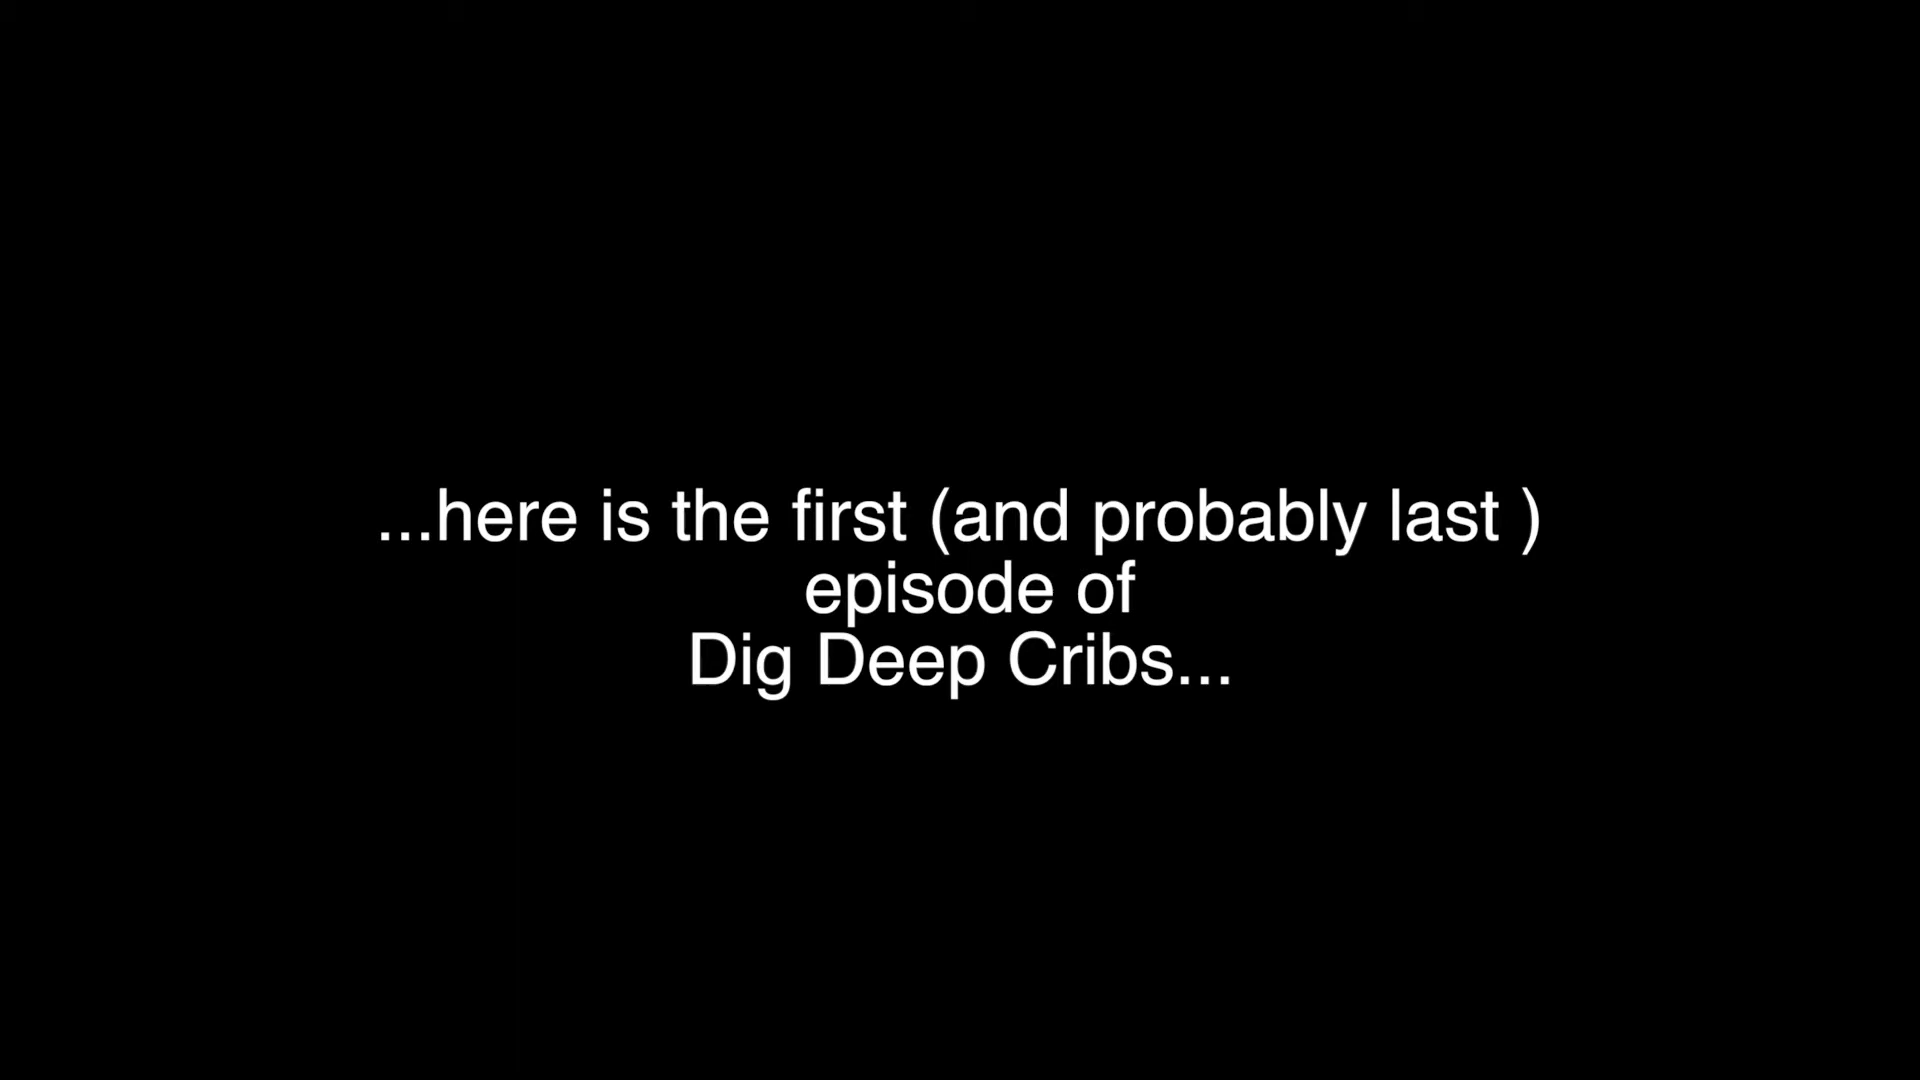 ...here is the first (and probably last )
episode of
Dig Deep Cribs...